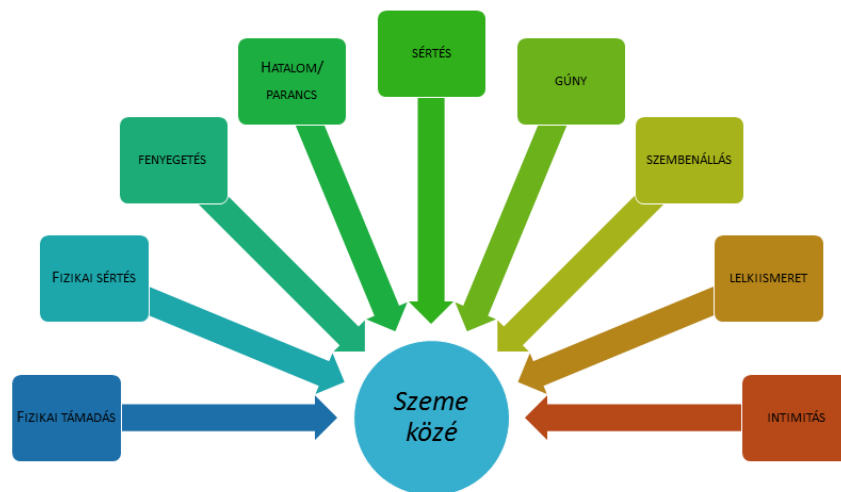 SÉRTÉS
HATALOM/
PARANCS
GÚNY
FENYEGETÉS
SZEMBENÁLLÁS
FIZIKAI SÉRTÉS
LELKIISMERET
FIZIKAI TÁMADÁS
Szeme
közé
INTIMITÁS